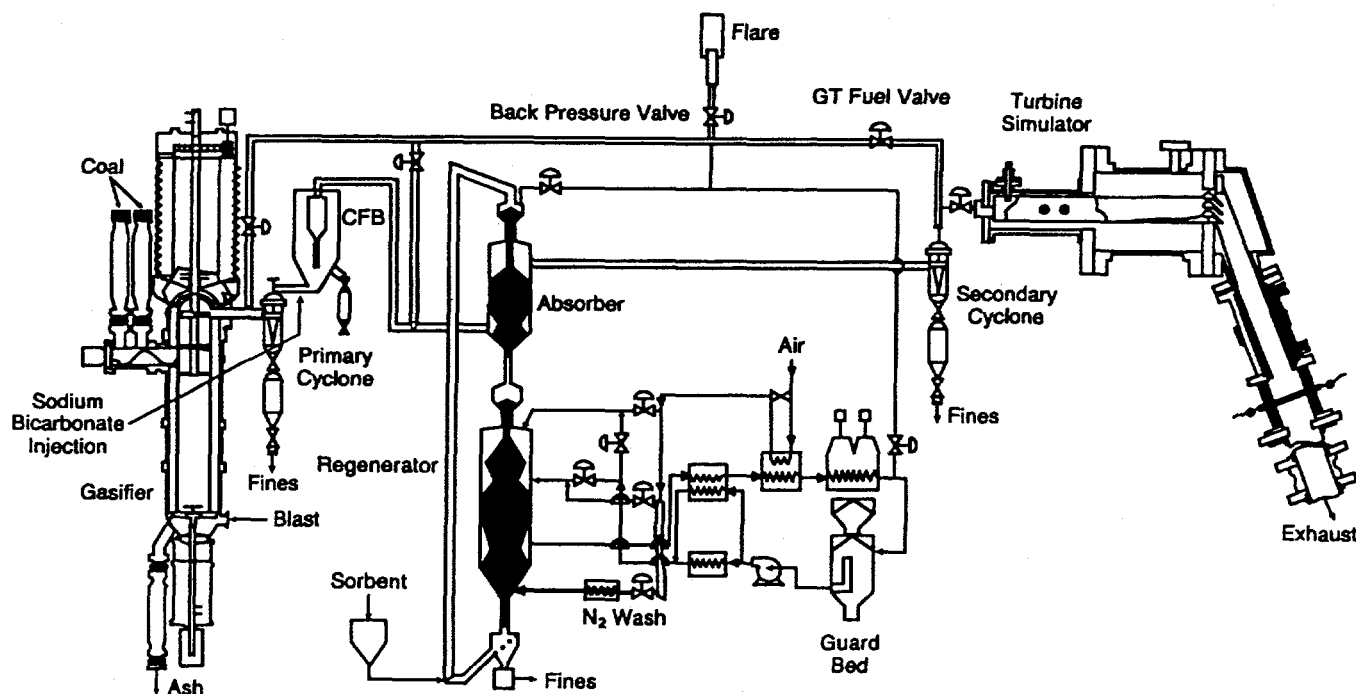 Flare
Back Pressure Valve
GT Fuel Valve
Turbine
Simulator
Coal
CFB
Absorber
Secondary
Cyclone
Primary
Cyclone
Air
Sodium
Bicarbonate
Injection
Fines
Regenerator
Fines
Gasifier
Blast
Exhaust
Sorbent
N₂ Wash
Guard
Bed
Ash
Fines